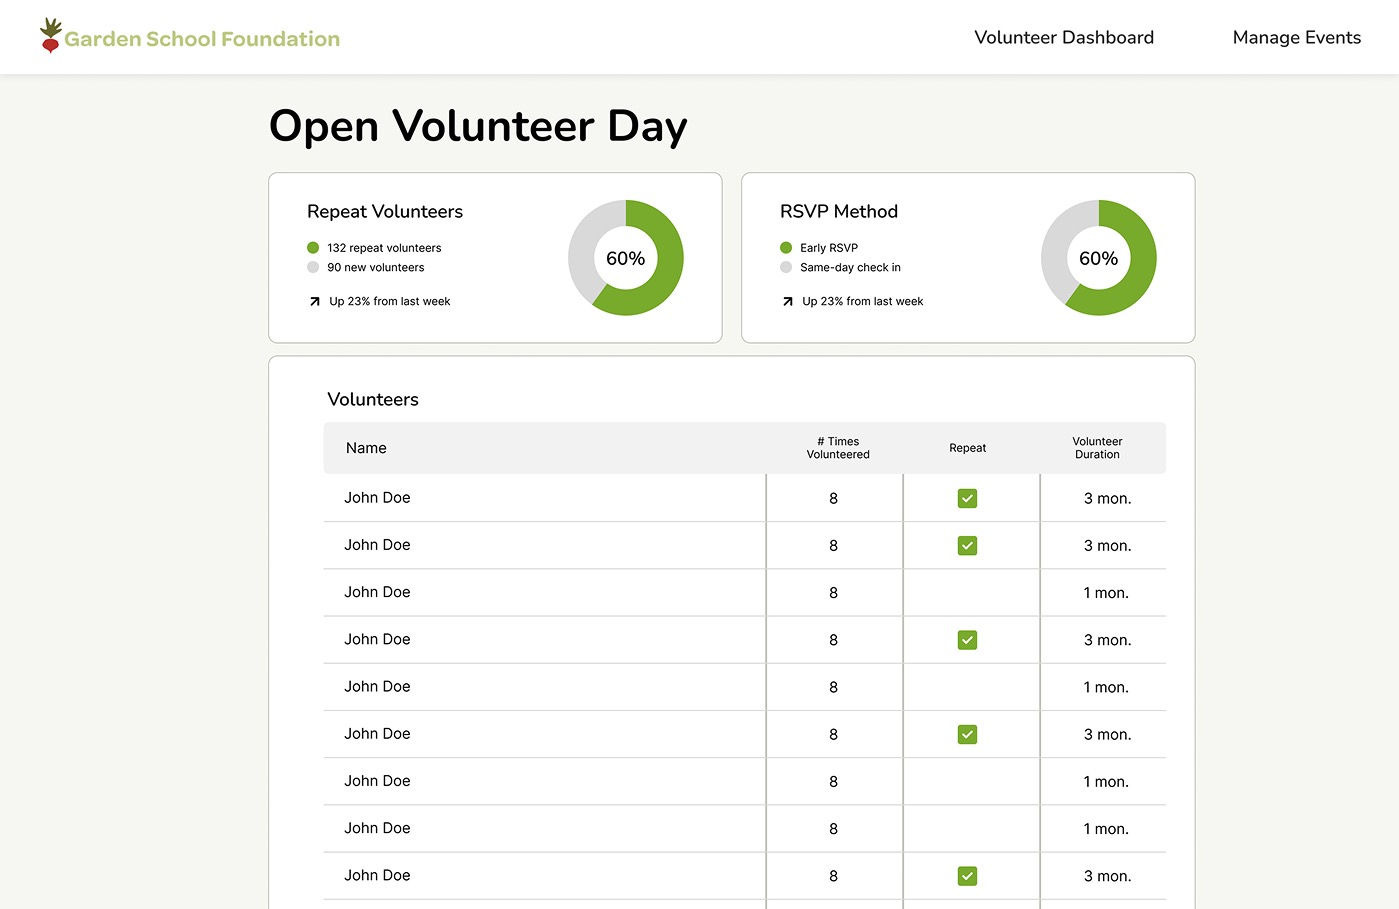 Garden School Foundation
Volunteer Dashboard
Manage Events
Open Volunteer Day
Repeat Volunteers
132 repeat volunteers
90 new volunteers
Up 23% from last week
60%
RSVP Method
Early RSVP
Same-day check in
Up 23% from last week
60%
Volunteers
Name
# Times
Volunteered
Repeat
Volunteer
Duration
John Doe 8 3 mon.
John Doe 8 3 mon.
John Doe 8 1 mon.
John Doe 8 3 mon.
John Doe 8 1 mon.
John Doe 8 3 mon.
John Doe 8 1 mon.
John Doe 8 1 mon.
John Doe 8 3 mon.